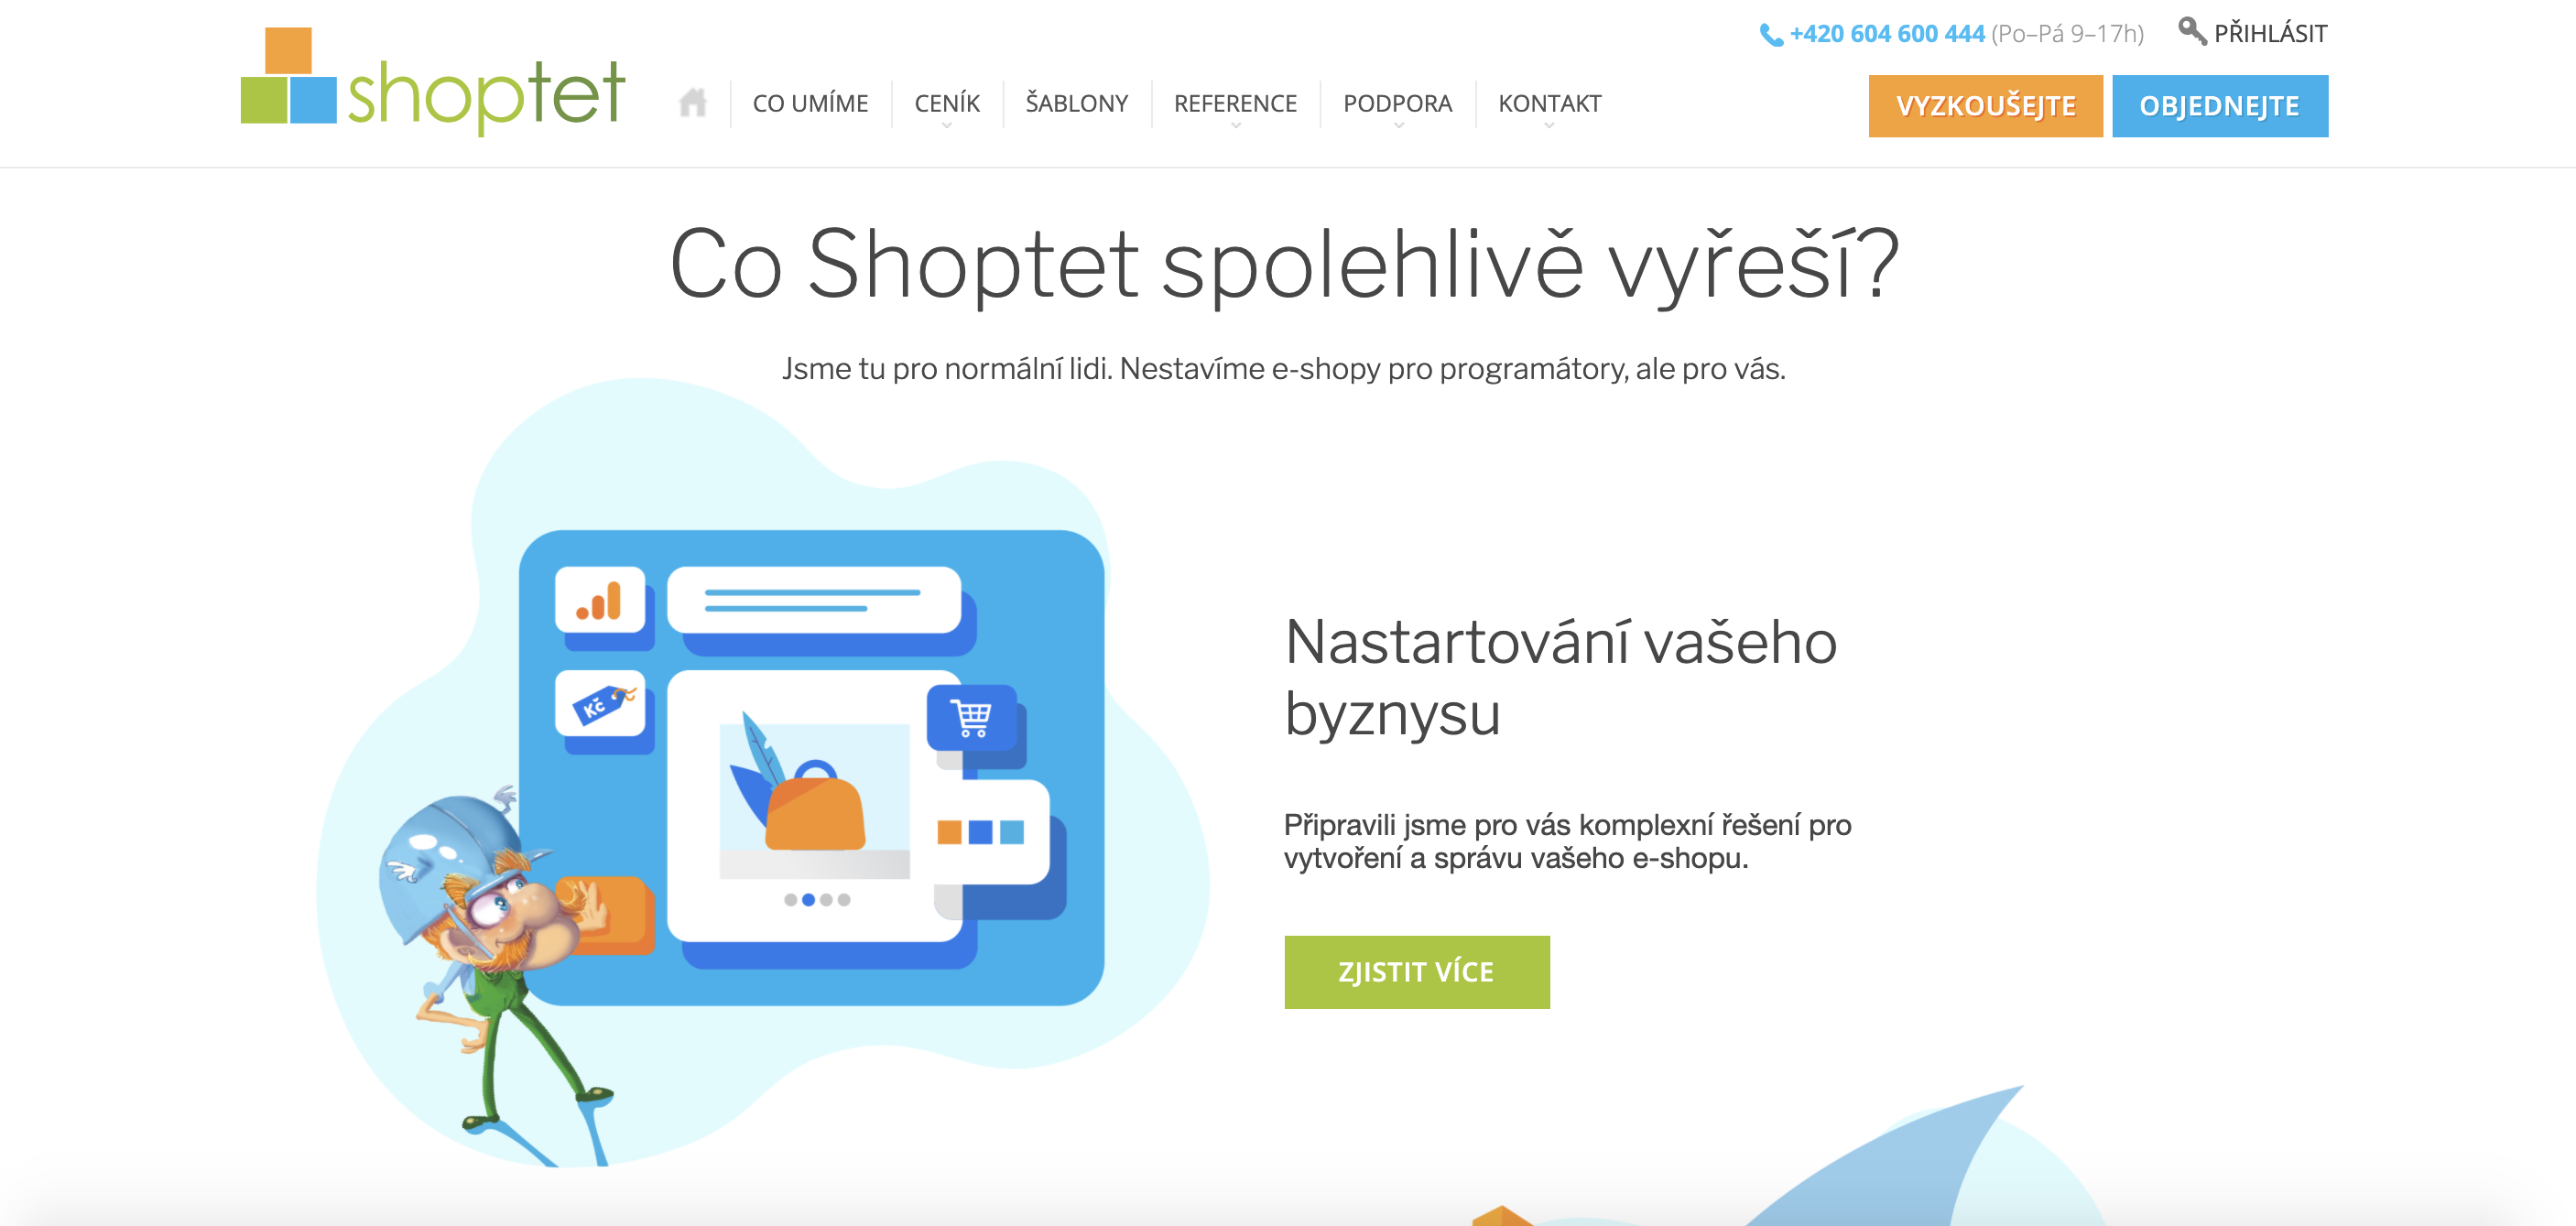 +420 604 600 444 (Po–Pá 9–17h) PŘIHLÁSIT
shoptet
CO UMÍME CENÍK ŠABLONY REFERENCE PODPORA KONTAKT VYZKOUŠEJTE OBJEDNEJTE
Co Shoptet spolehlivě vyřeší?
Jsme tu pro normální lidi. Nestavíme e-shopy pro programátory, ale pro vás.
Kč
Nastartování vašeho
byznysu
Připravili jsme pro vás komplexní řešení pro
vytvoření a správu vašeho e-shopu.
ZJISTIT VÍCE